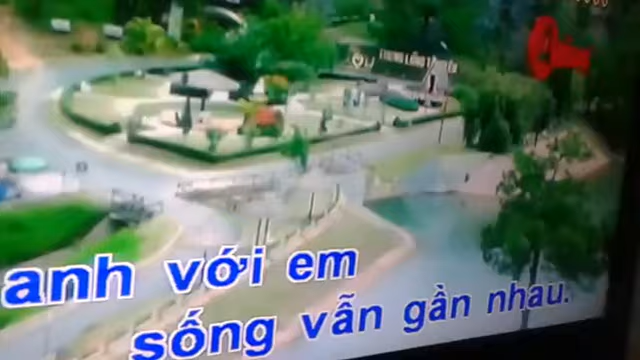 anh với em
sống vẫn gần nhau.